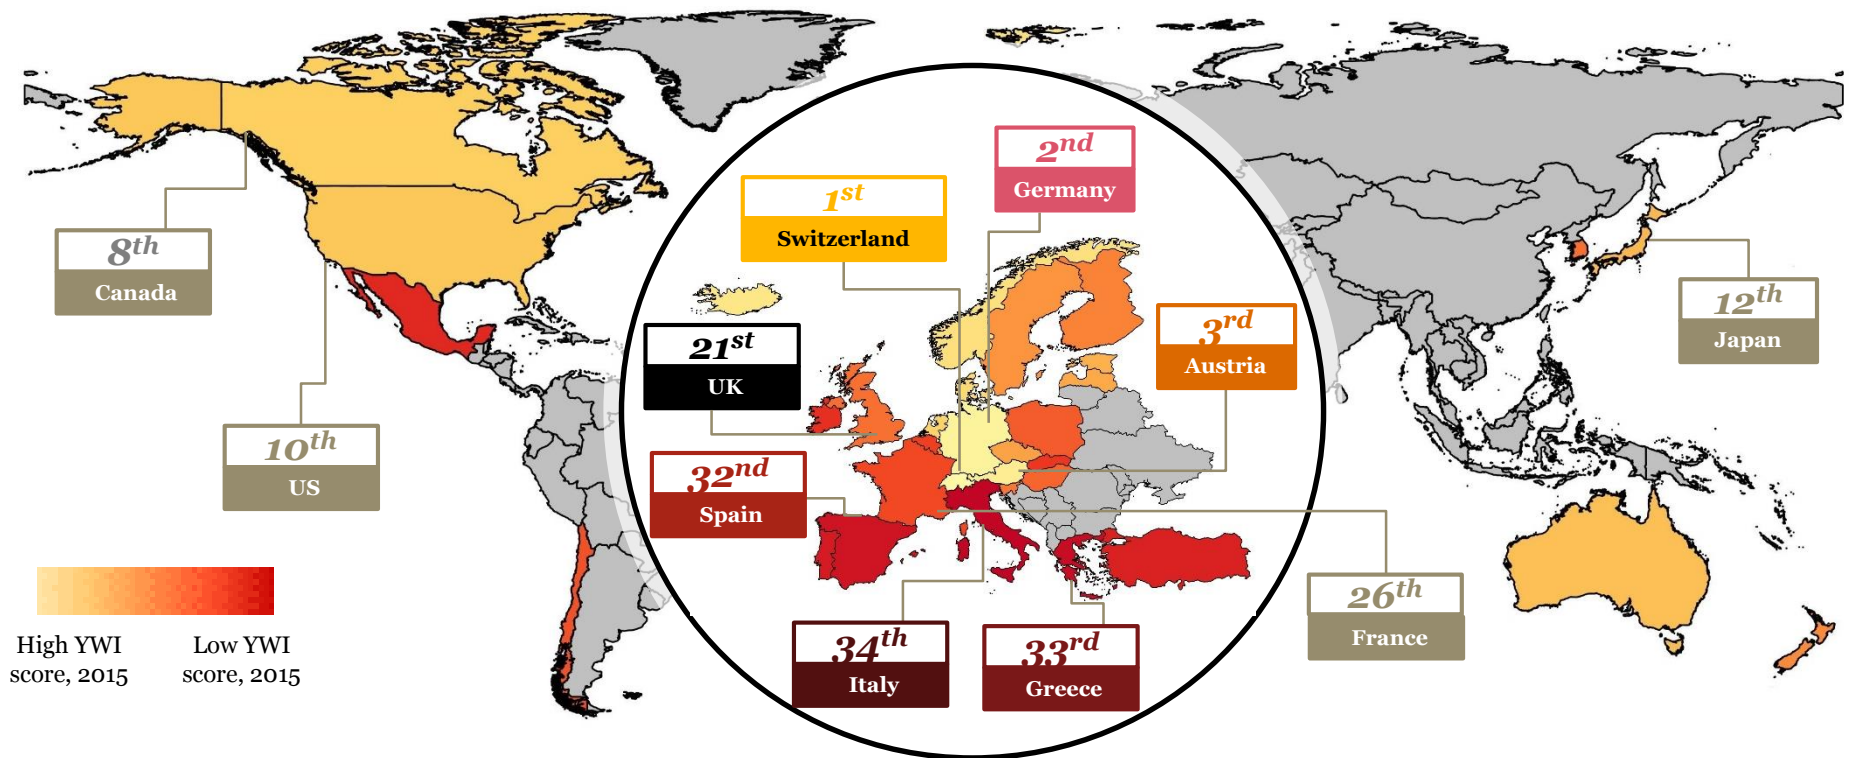 2nd
Germany
1st
Switzerland
8th
Canada
12th
Japan
3rd
Austria
21st
UK
10th
US
32nd
Spain
26th
France
High YWI
score, 2015
Low YWI
score, 2015
34th
Italy
33rd
Greece